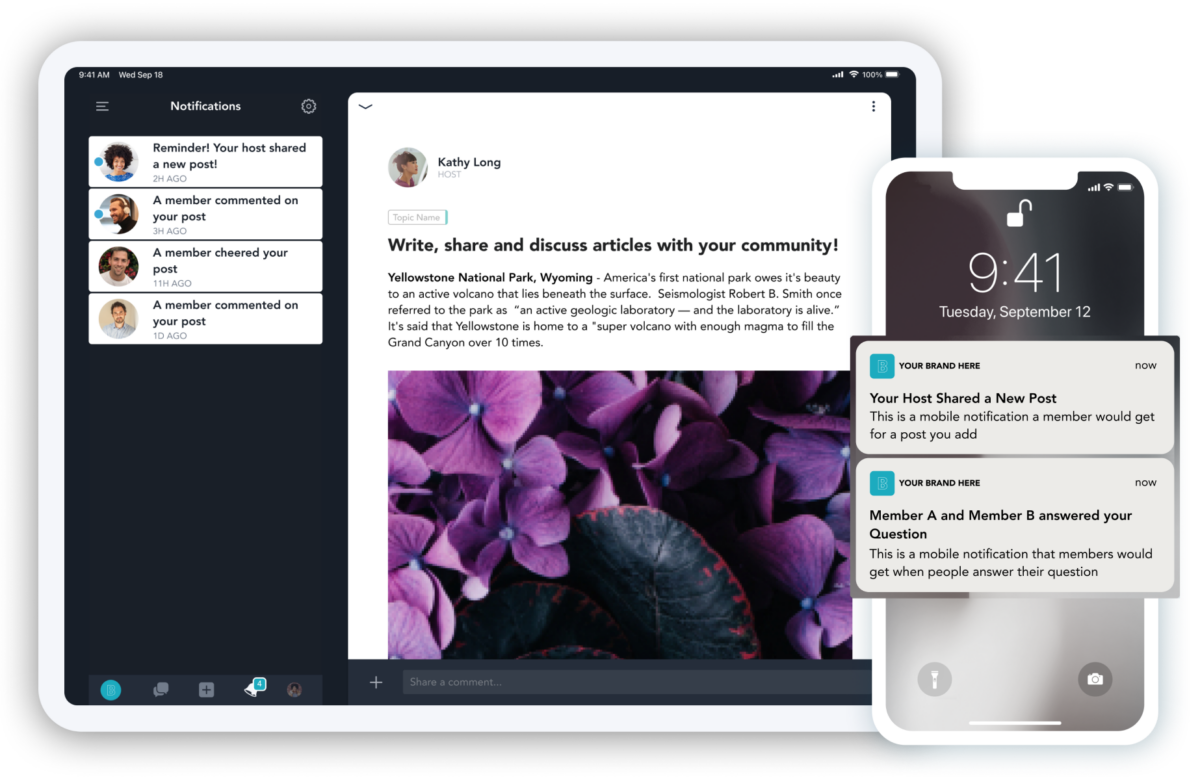 9:41 AM Wed Sep 18
100%
Notifications
Reminder! Your host shared
a new post!
2H AGO
A member commented on
your post
3H AGO
A member cheered your
post
11H AGO
A member commented on
your post
1D AGO
4
Kathy Long
HOST
Topic Name
Write, share and discuss articles with your community!
Yellowstone National Park, Wyoming - America's first national park owes it's beauty
to an active volcano that lies beneath the surface. Seismologist Robert B. Smith once
referred to the park as “an active geologic laboratory — and the laboratory is alive.”
It's said that Yellowstone is home to a "super volcano with enough magma to fill the
Grand Canyon over 10 times.
Share a comment...
9:41
Tuesday, September 12
B YOUR BRAND HERE now
Your Host Shared a New Post
This is a mobile notification a member would get
for a post you add
B YOUR BRAND HERE now
Member A and Member B answered your
Question
This is a mobile notification that members would
get when people answer their question